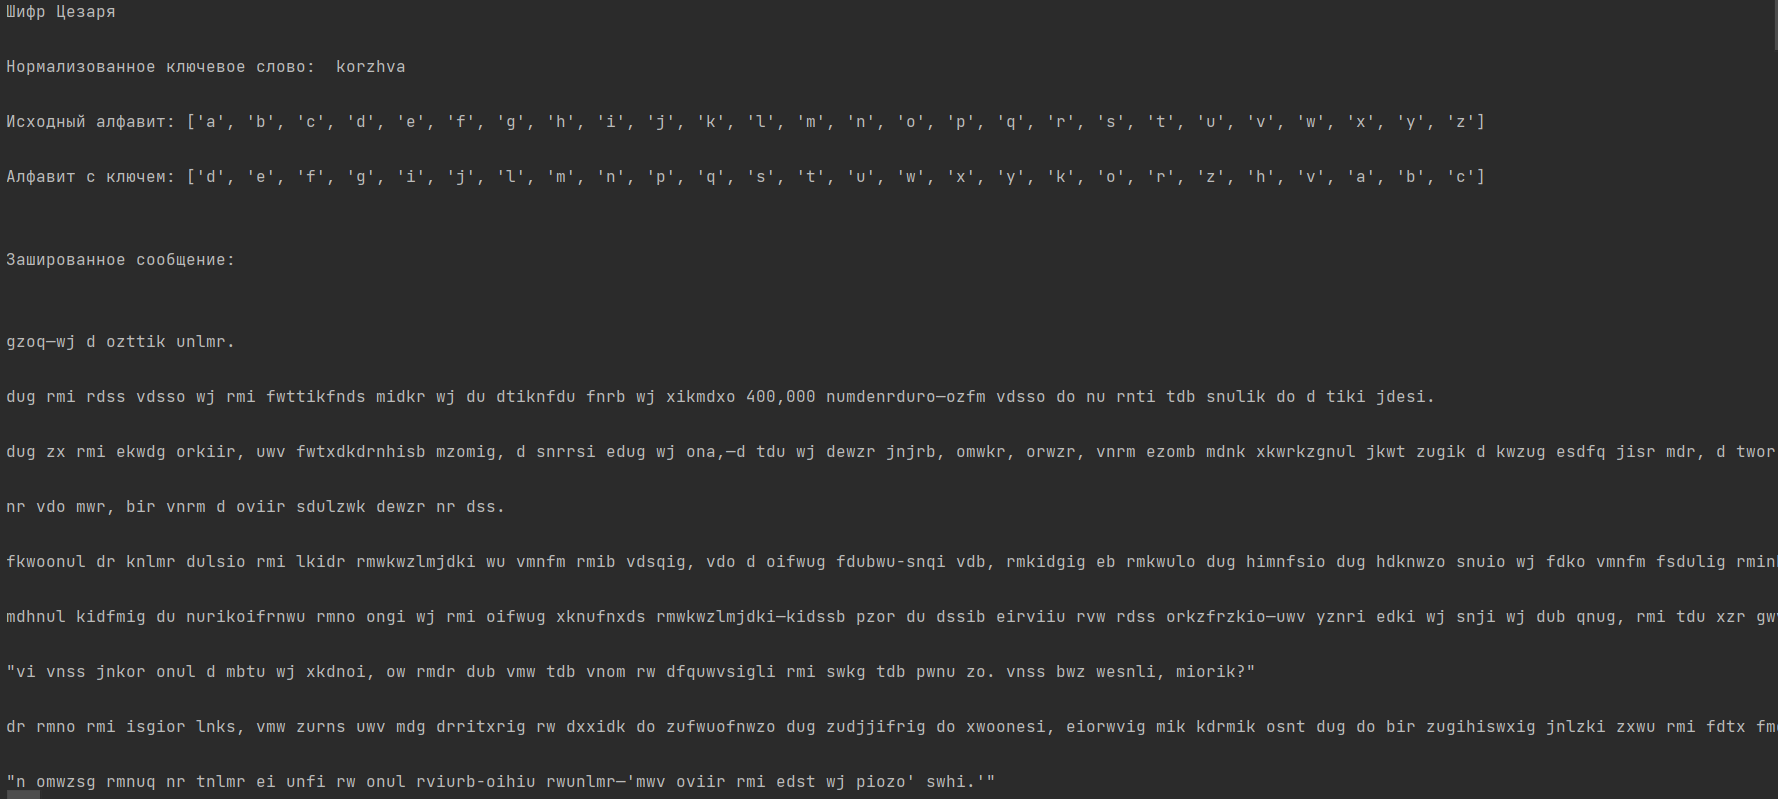 Шифр Цезаря
Нормализованное ключевое слово:  korzhva
Исходный алфавит: ['a', 'b', 'c', 'd', 'e', 'f', 'g', 'h', 'i', 'j', 'k', 'l', 'm', 'n', 'o', 'p', 'q', 'r', 's', 't', 'u', 'v', 'w', 'x', 'y', 'z']
Алфавит с ключем: ['d', 'e', 'f', 'g', 'i', 'j', 'l', 'm', 'n', 'p', 'q', 's', 't', 'u', 'w', 'x', 'y', 'k', 'o', 'r', 'z', 'h', 'v', 'a', 'b', 'c']
Зашированное сообщение:
gzoq—wj d ozttik unlmr.
dug rmi rdss vdsso wj rmi fwttikfnds midkr wj du dtiknfdu fnrb wj xikmdxo 400,000 numdenrduro—ozfm vdsso do nu rnti tdb snulik do d tiki jdesi.
dug zx rmi ekwdg orkiir, uwv fwtxdkdrnhisb mzomig, d snrrsi edug wj ona,—d tdu wj dewzr jnjrb, omwkr, orwzr, vnrm ezomb mdnk xkwrkzgnul jkwt zugik d kwzug esdfq jisr mdr, d twor
nr vdo mwr, bir vnrm d oviir sdulzwk dewzr nr dss.
fkwoonul dr knlmr dulsio rmi lkidr rmwkwzlmjdki wu vmnfm rmib vdsqig, vdo d oifwug fdubwu-snqi vdb, rmkidgig eb rmkwulo dug himnfsio dug hdknwzo snuio wj fdko vmnfm fsdulig rmin
mdhnul kidfmig du nurikoifrnwu rmno ongi wj rmi oifwug xknufnxds rmwkwzlmjdki—kidssb pzor du dssib eirviiu rvw rdss orkzfrzkio—uwv yznri edki wj snji wj dub qnug, rmi tdu xzr gwv
"vi vnss jnkor onul d mbtu wj xkdnoi, ow rmdr dub vmw tdb vnom rw dfquwvsigli rmi swkg tdb pwnu zo. vnss bwz wesnli, miorik?"
dr rmno rmi isgior lnks, vmw zurns uwv mdg drritxrig rw dxxidk do zufwuofnwzo dug zudjjifrig do xwoonesi, eiorwvig mik kdrmik osnt dug do bir zugihiswxig jnlzki zxwu rmi fdtx fm
"n omwzsg rmnuq nr tnlmr ei unfi rw onul rviurb-oihiu rwunlmr—'mwv oviir rmi edst wj piozo' swhi.'"